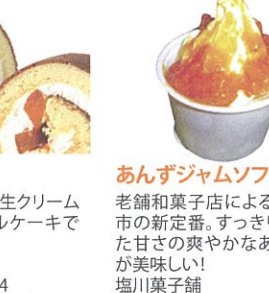 生クリーム
ルケーキで
4
あんずジャムソフ
老舗和菓子店による
市の新定番。すっきり
た甘さの爽やかなあ
が美味しい!
塩川菓子舗